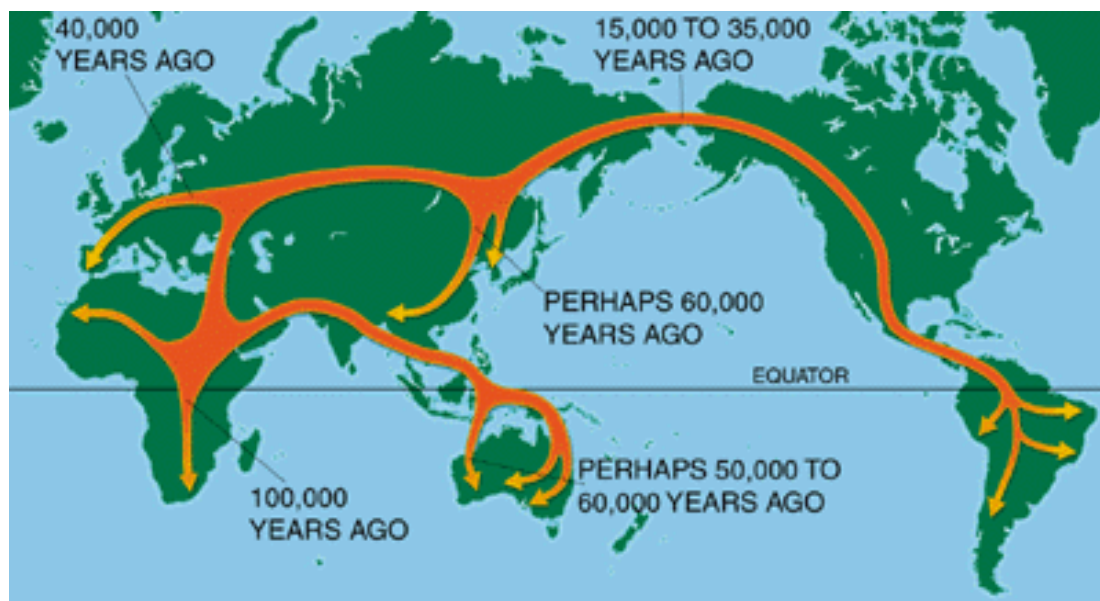 40,000
YEARS AGO
15,000 TO 35,000
YEARS AGO
PERHAPS 60,000
YEARS AGO
EQUATOR
PERHAPS 50,000 TO
60,000 YEARS AGO
100,000
YEARS AGO